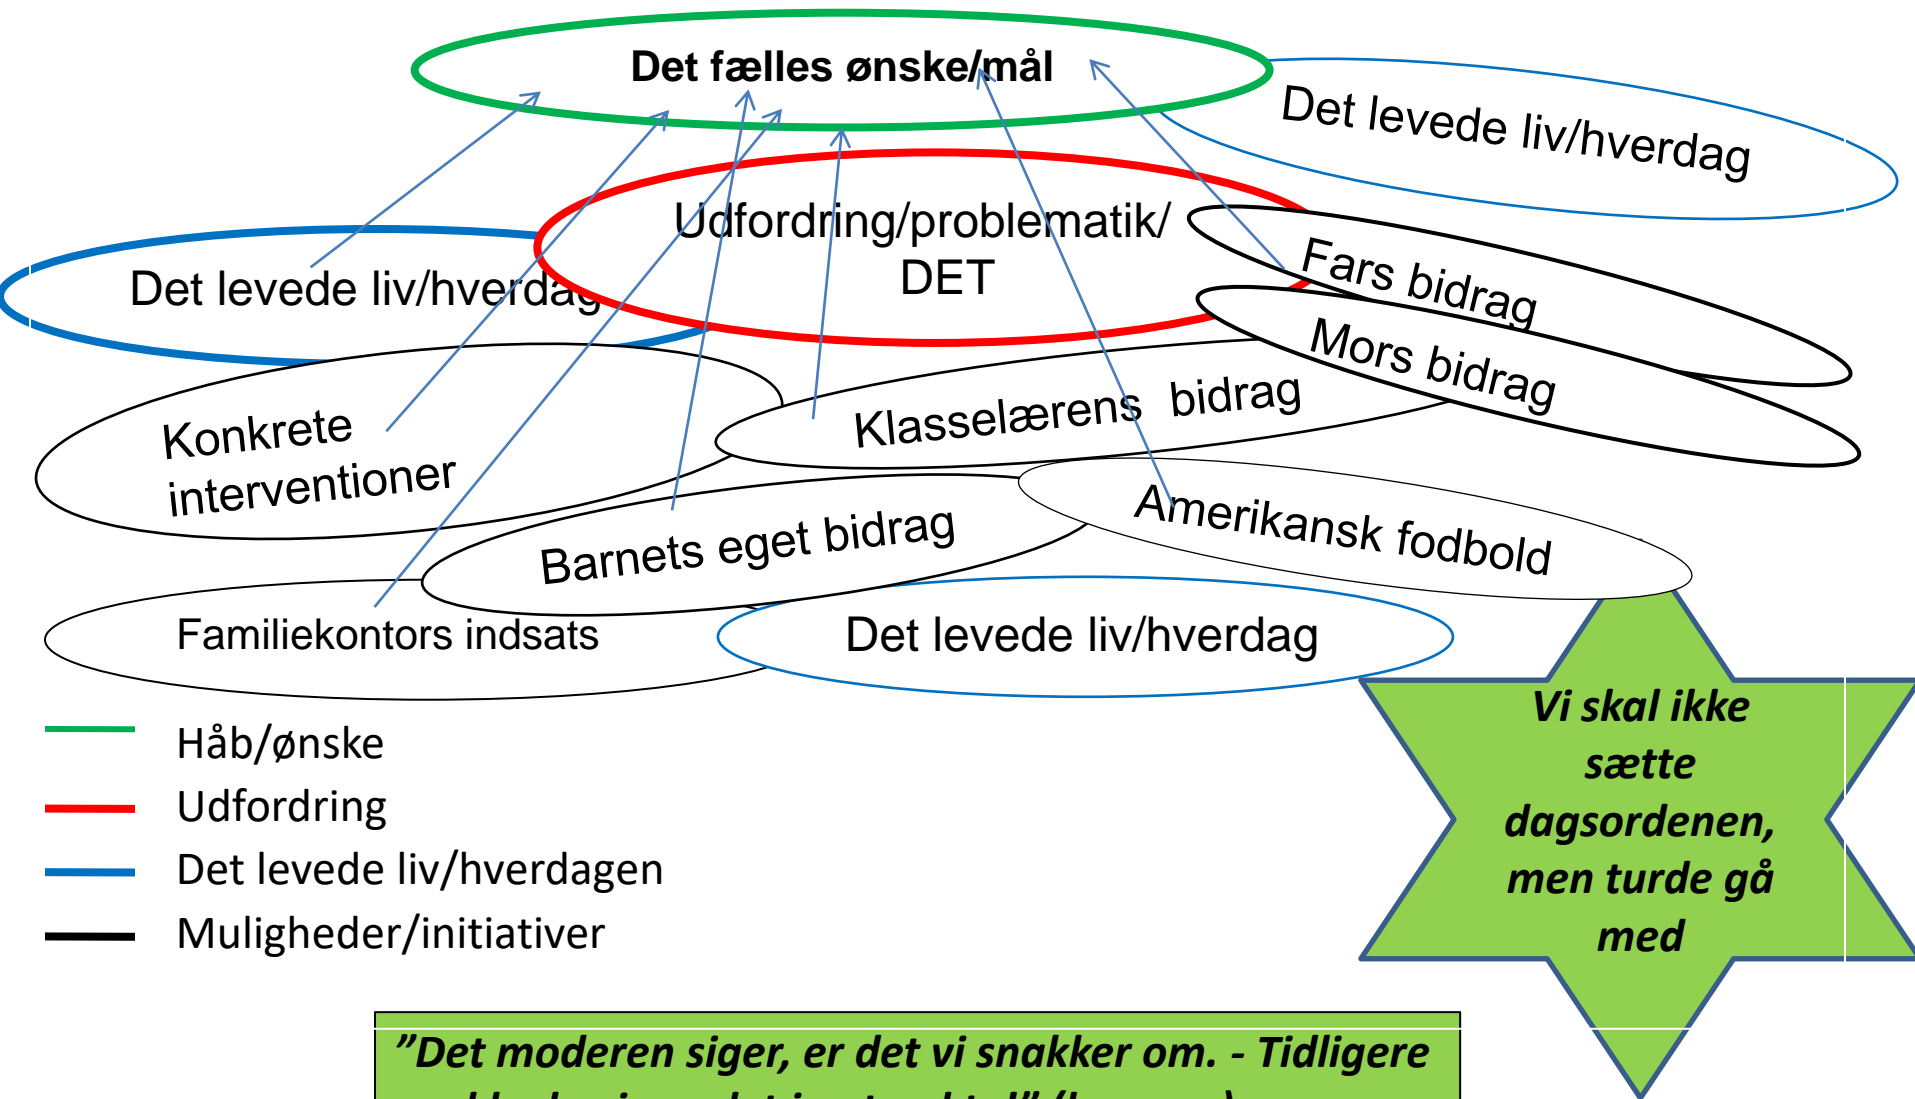 Det fælles ønske/mål
Det levede liv/hverdag
Udfordring/problematik/
DET
Det levede liv/hverdag
Fars bidrag
Mors bidrag
Klasselærens bidrag
Konkrete
interventioner
Amerikansk fodbold
Barnets eget bidrag
Familiekontors indsats
Det levede liv/hverdag
Håb/ønske
Udfordring
Det levede liv/hverdagen
Muligheder/initiativer
Vi skal ikke
sætte
dagsordenen,
men turde gå
med
”Det moderen siger, er det vi snakker om. - Tidligere